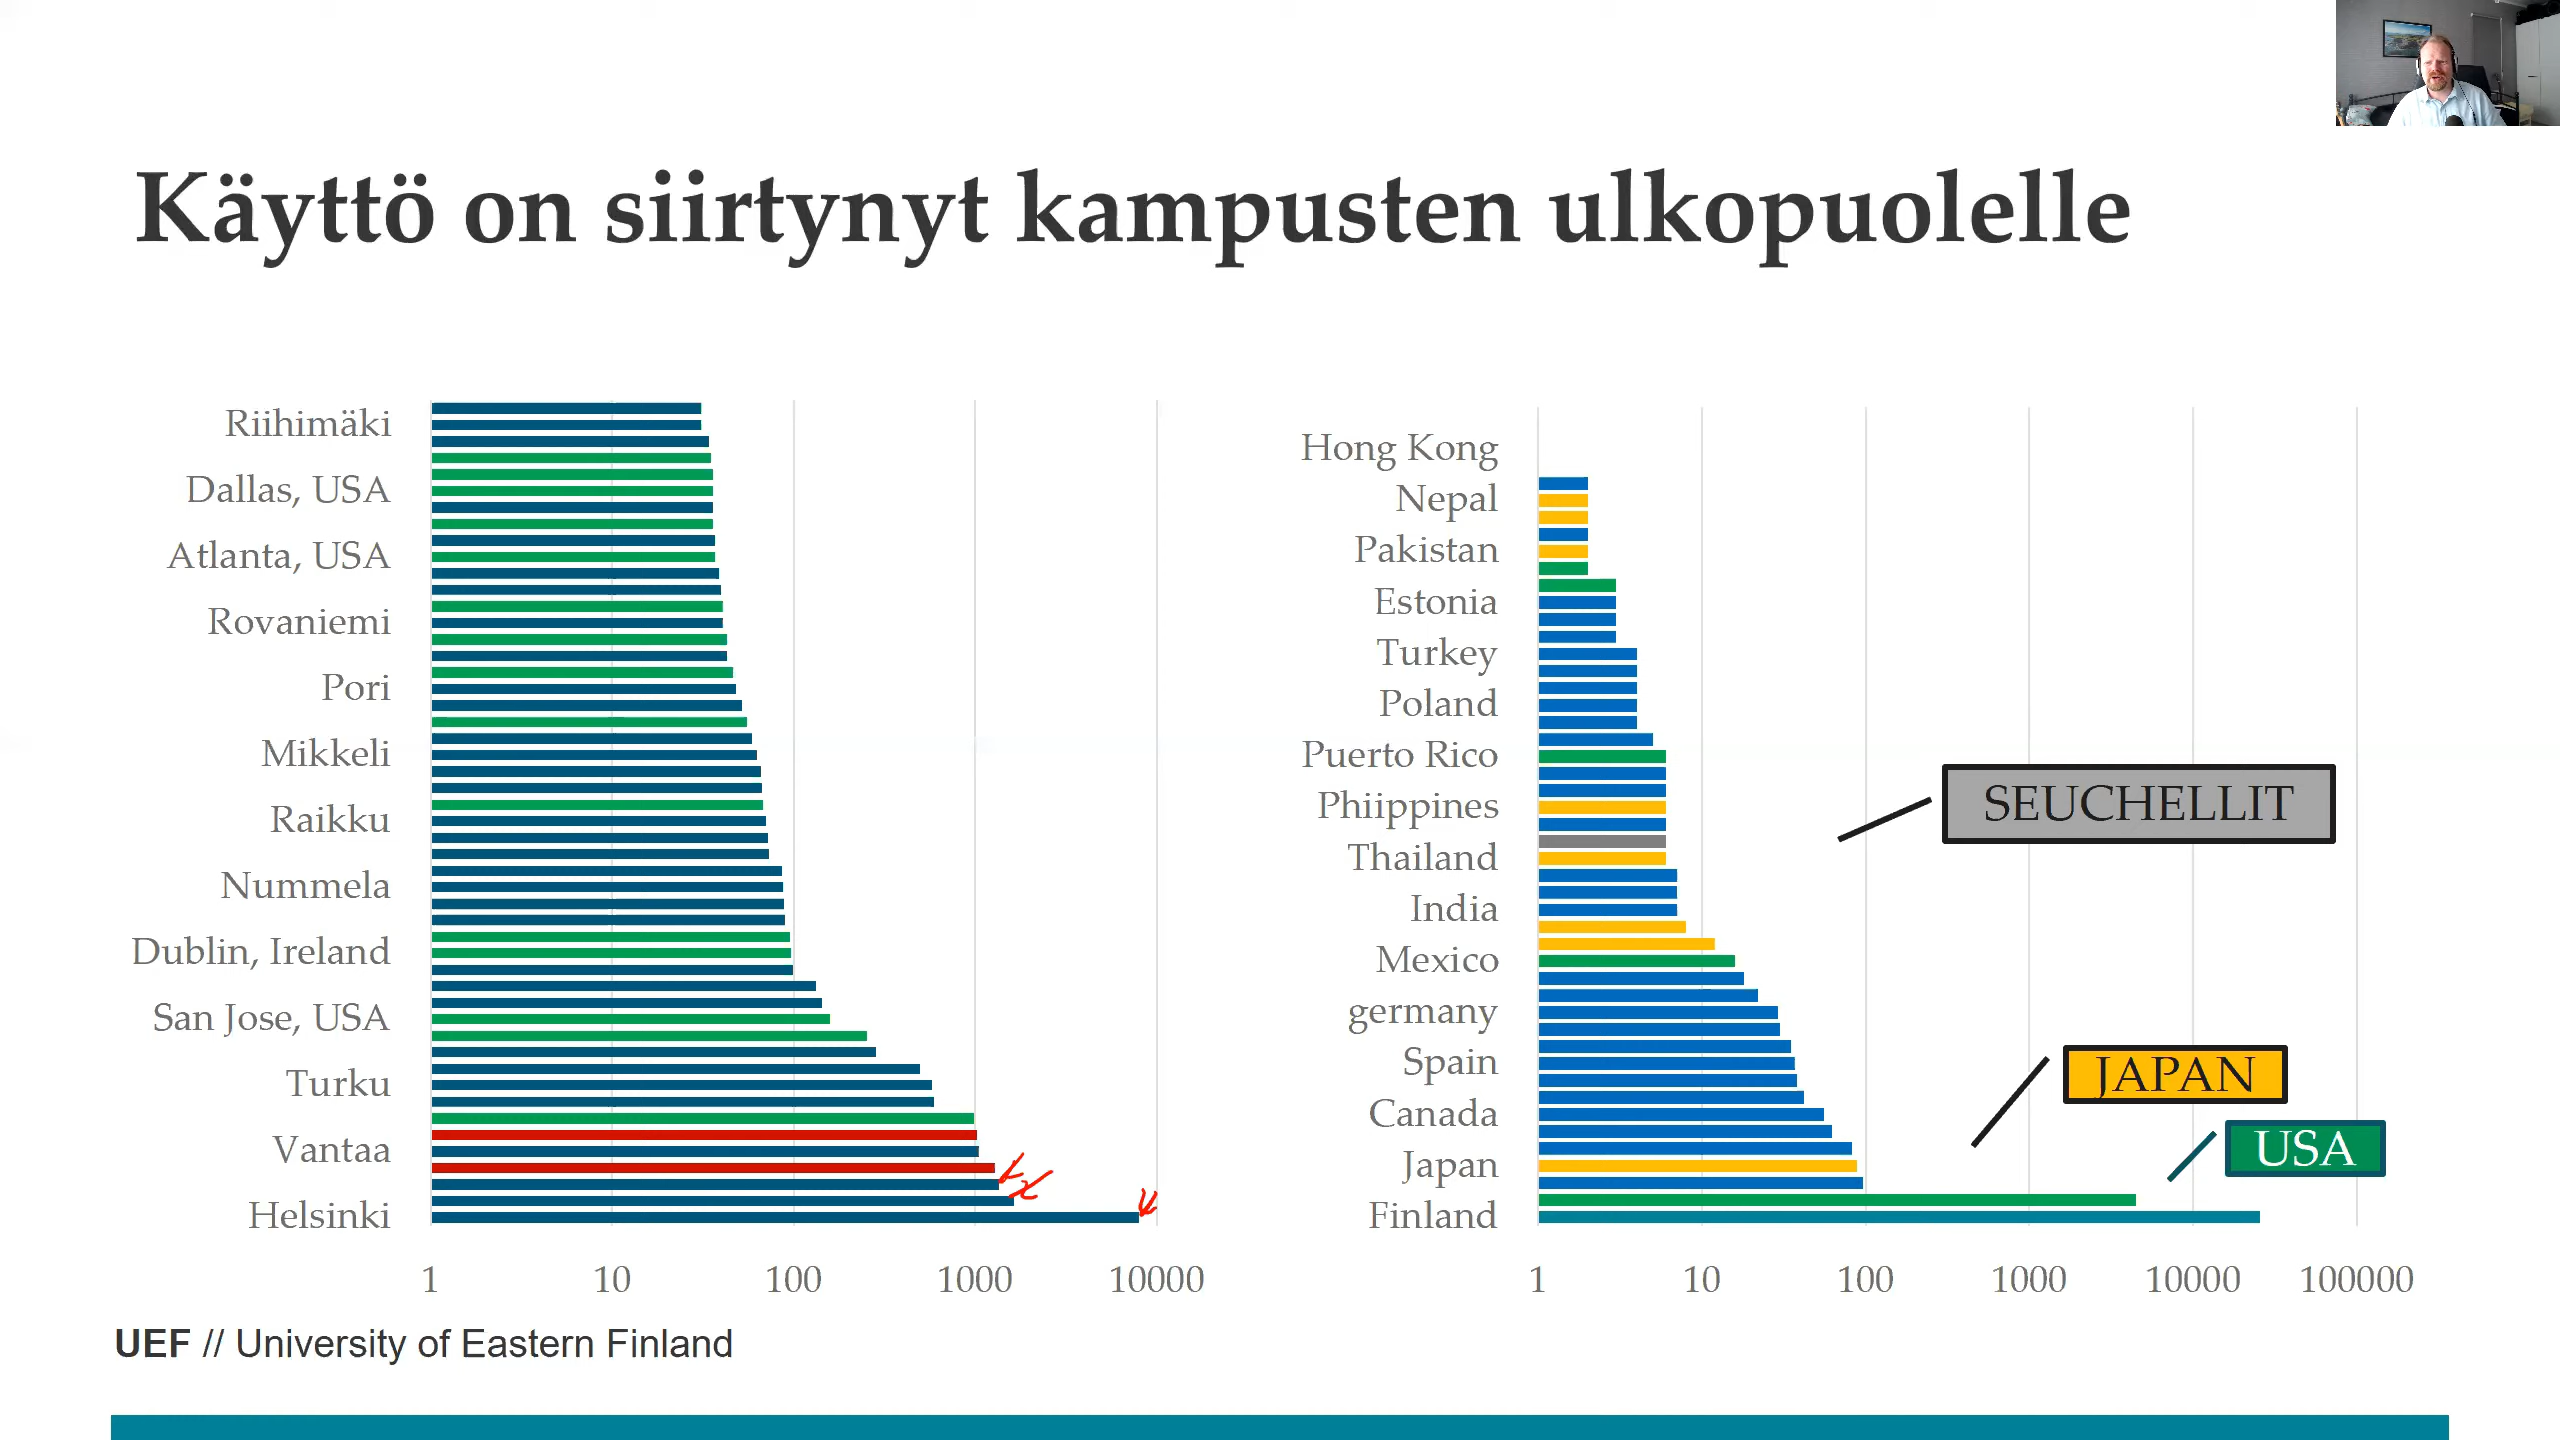 Käyttö on siirtynyt kampusten ulkopuolelle
Riihimäki
Dallas, USA
Atlanta, USA
Rovaniemi
Pori
Mikkeli
Raikku
Nummela
Dublin, Ireland
San Jose, USA
Turku
Vantaa
Helsinki
1 10 100 1000 10000
Hong Kong
Nepal
Pakistan
Estonia
Turkey
Poland
Puerto Rico
Phiippines
Thailand
India
Mexico
germany
Spain
Canada
Japan
Finland
1 10 100 1000 10000 100000
SEUCHELLIT
JAPAN
USA
UEF // University of Eastern Finland